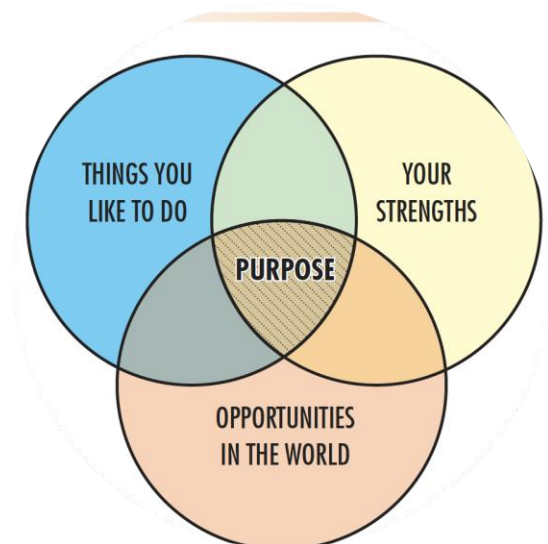 THINGS YOU
LIKE TO DO
YOUR
STRENGTHS
PURPOSE
OPPORTUNITIES
IN THE WORLD